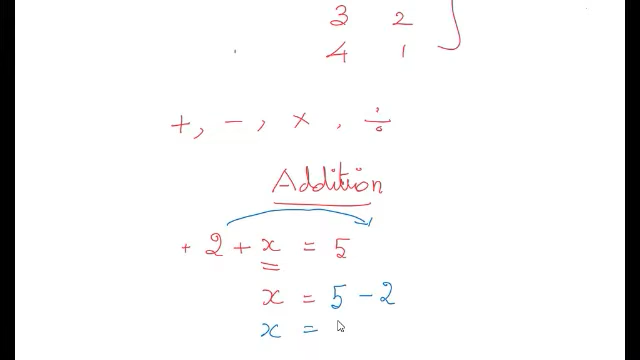 3 2
4 1
+, −, ×, ÷
Addition
+ 2 + x = 5
x = 5 − 2
x =